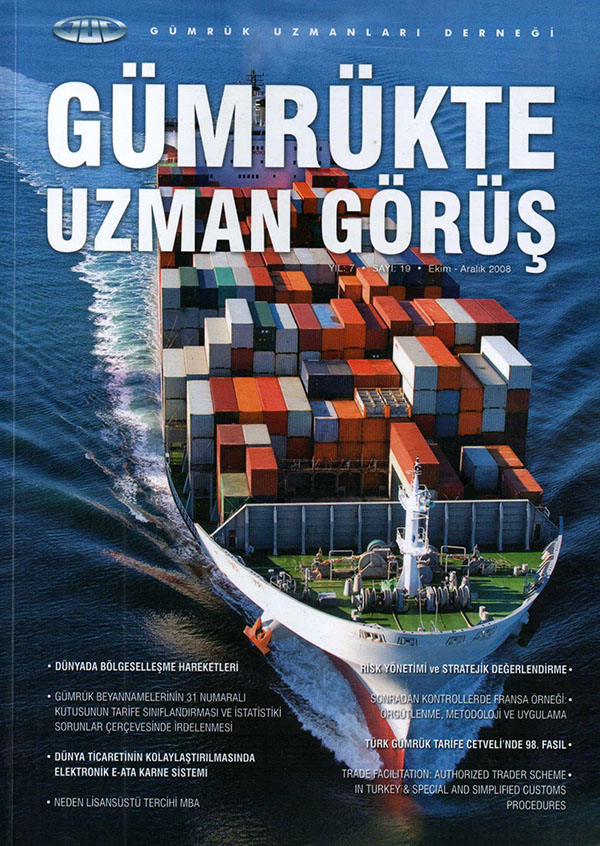 GÜMRÜK UZMANLARI DERNEĞİ
GÜMRÜKTE
UZMAN GÖRÜŞ
YIL: 7 • SAYI: 19 • Ekim - Aralık 2008
• DÜNYADA BÖLGESELLEŞME HAREKETLERİ
• GÜMRÜK BEYANNAMELERİNİN 31 NUMARALI
KUTUSUNUN TARİFE SINIFLANDIRMASI VE İSTATİSTİKİ
SORUNLAR ÇERÇEVESİNDE İRDELENMESİ
• DÜNYA TİCARETİNİN KOLAYLAŞTIRILMASINDA
ELEKTRONİK E-ATA KARNE SİSTEMİ
• NEDEN LİSANSÜSTÜ TERCİHİ MBA
RİSK YÖNETİMİ ve STRATEJİK DEĞERLENDİRME •
SONRADAN KONTROLLERDE FRANSA ÖRNEĞİ: •
ÖRGÜTLENME, METODOLOJİ VE UYGULAMA
TÜRK GÜMRÜK TARİFE CETVELİ'NDE 98. FASIL •
TRADE FACILITATION: AUTHORIZED TRADER SCHEME •
IN TURKEY & SPECIAL AND SIMPLIFIED CUSTOMS
PROCEDURES